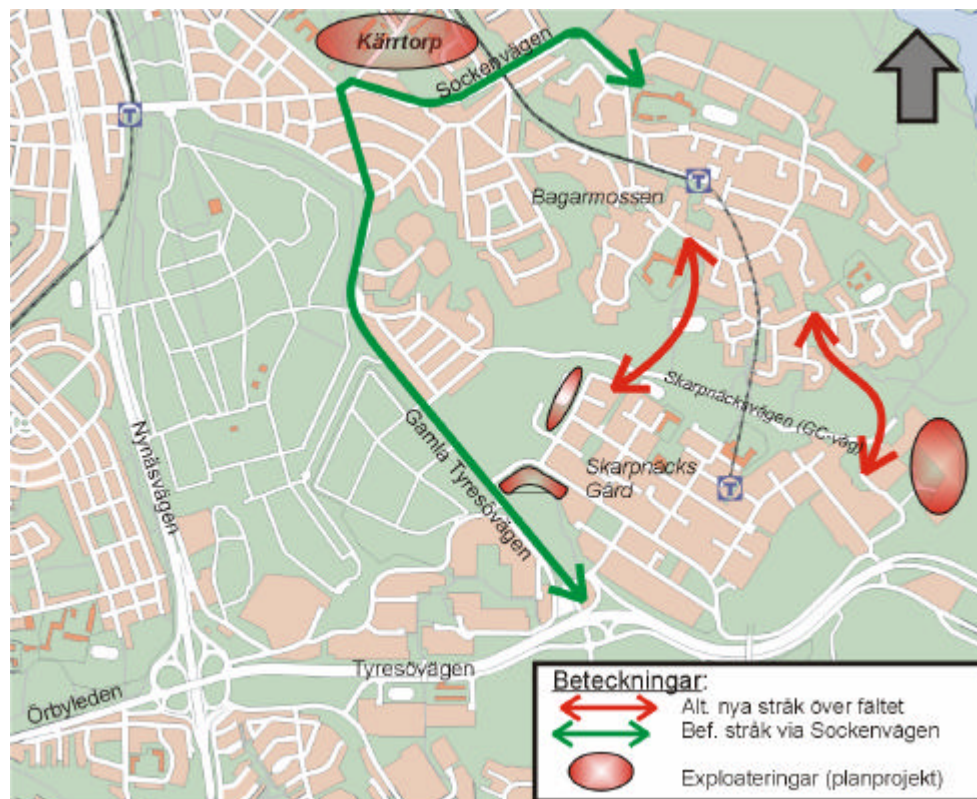 Kärrtorp
Sockenvägen
T
Bagarmossen
T
Skarpnäcksvägen (GC-väg)
Nynäsvägen
Gamla Tyresövägen
Skarpnäcks
Gård
T
Tyresövägen
Örbyleden
Beteckningar:
Alt. nya stråk över fältet
Bef. stråk via Sockenvägen
Exploateringar (planprojekt)